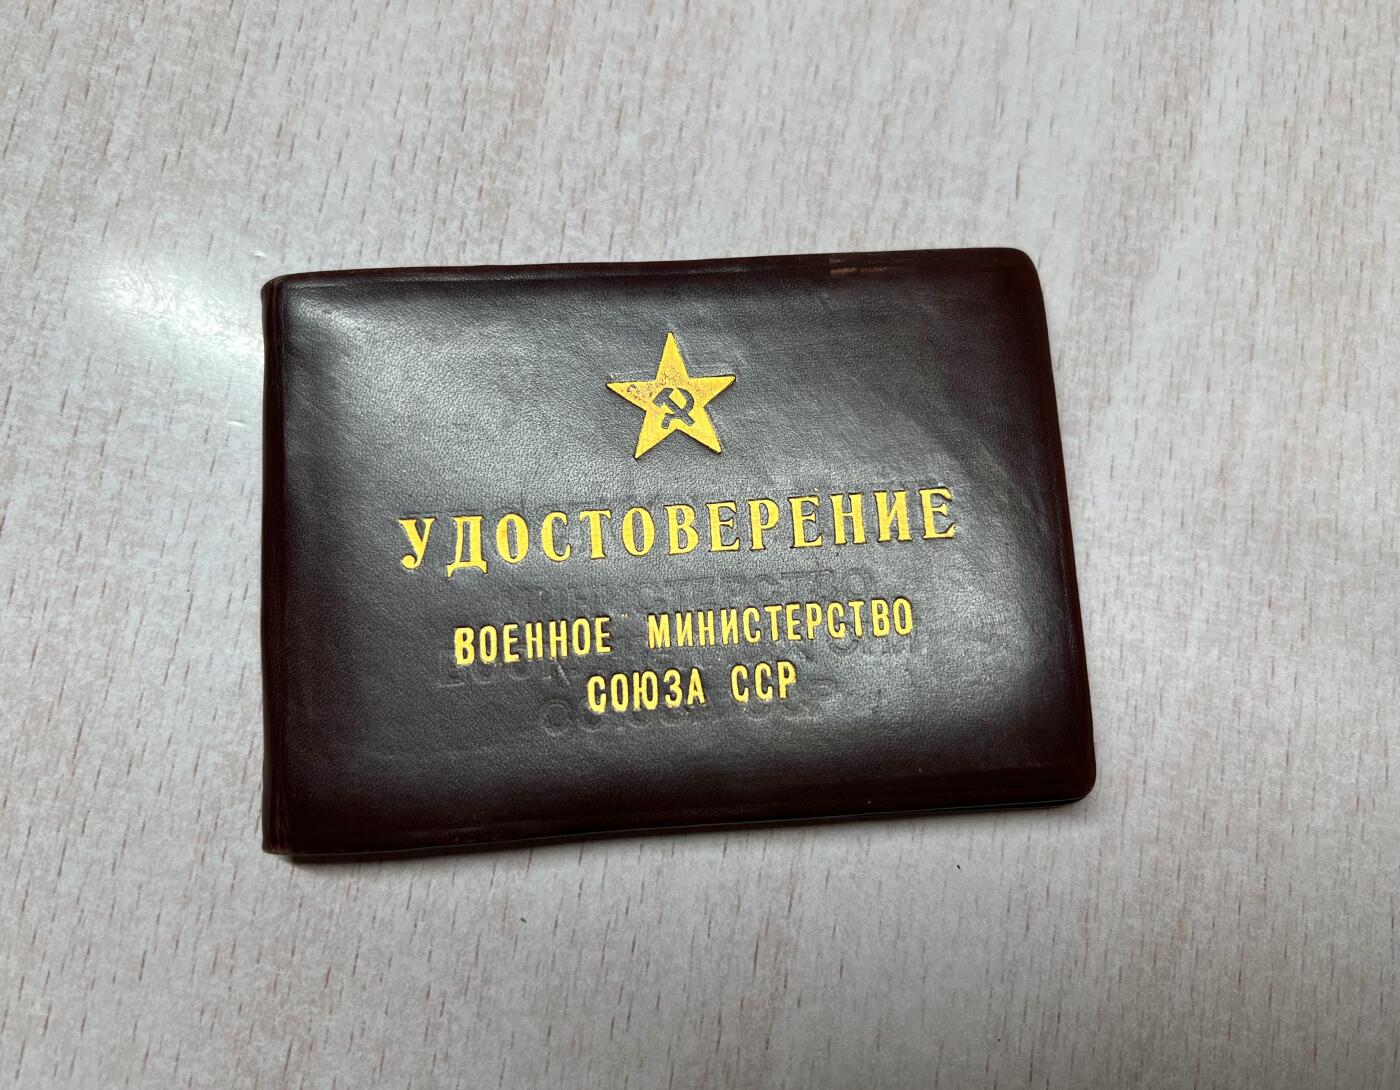 УДОСТОВЕРЕНИЕ
ВОЕННОЕ МИНИСТЕРСТВО
СОЮЗА ССР